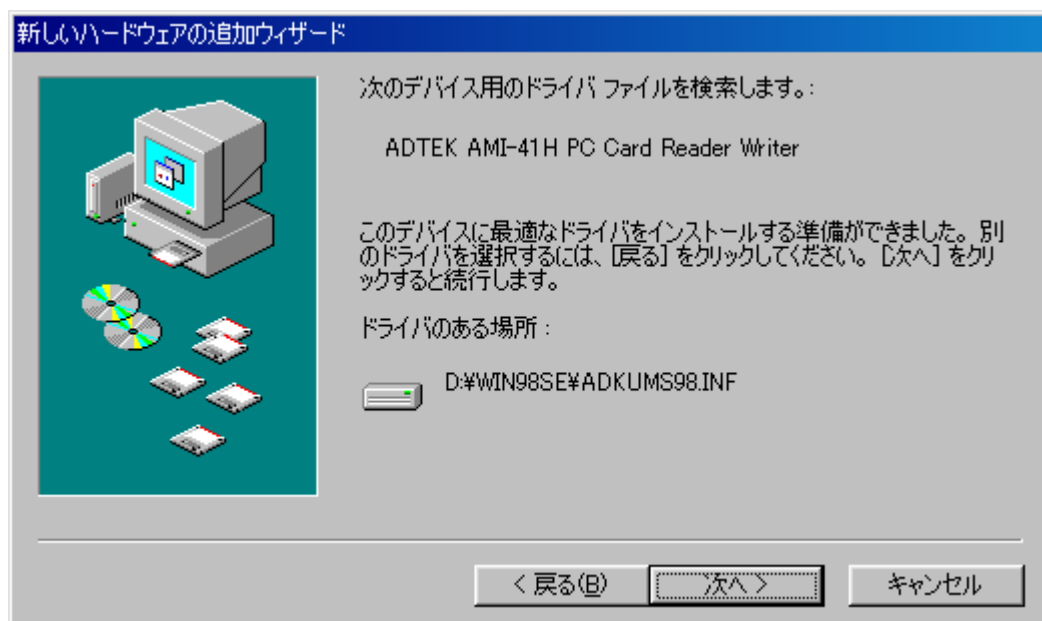 新しいハードウェアの追加ウィザード
次のデバイス用のドライバ ファイルを検索します。:
ADTEK AMI-41H PC Card Reader Writer
このデバイスに最適なドライバをインストールする準備ができました。別
のドライバを選択するには、[戻る] をクリックしてください。[次へ] をクリ
ックすると続行します。
ドライバのある場所:
D:¥WIN98SE¥ADKUMS98.INF
< 戻る(B)
次へ >
キャンセル